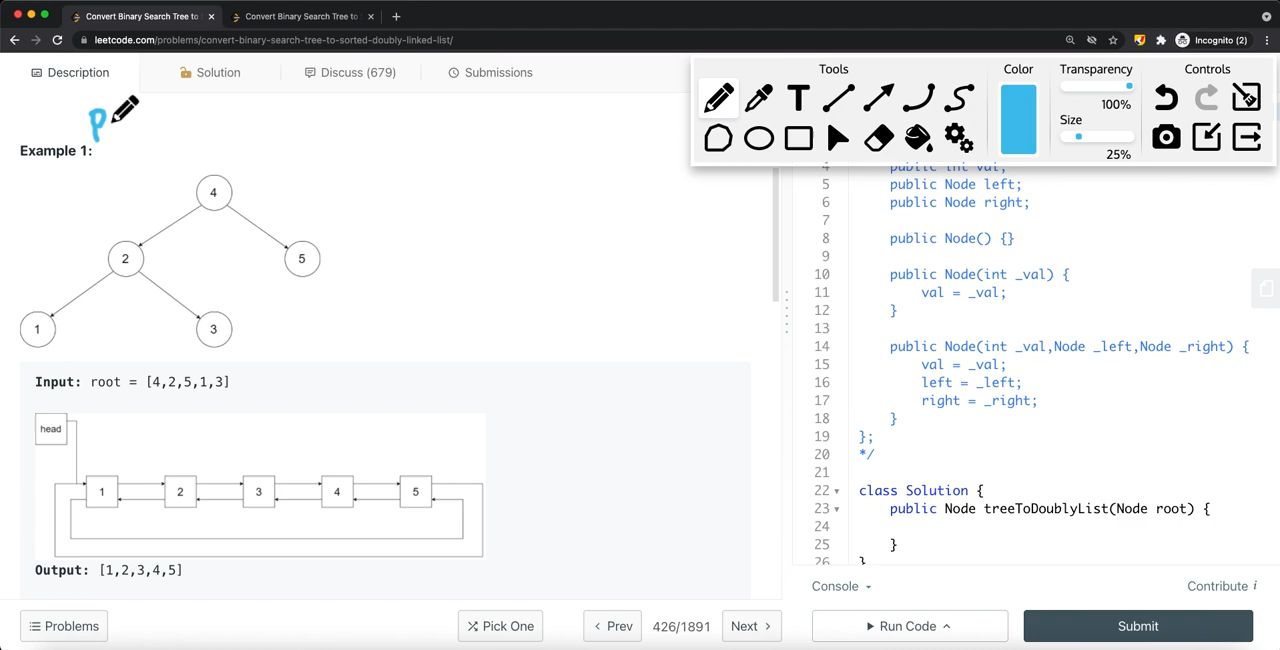 Convert Binary Search Tree to
Convert Binary Search Tree to
leetcode.com/problems/convert-binary-search-tree-to-sorted-doubly-linked-list/
Incognito (2)
Description
Solution
Discuss (679)
Submissions
Tools
Color
Transparency
100%
Size
25%
Controls
P
Example 1:
4
2
5
1
3
Input: root = [4,2,5,1,3]
head
1
2
3
4
5
Output: [1,2,3,4,5]
4 public int val;
5 public Node left;
6 public Node right;
7
8 public Node() {}
9
10 public Node(int _val) {
11 val = _val;
12 }
13
14 public Node(int _val,Node _left,Node _right) {
15 val = _val;
16 left = _left;
17 right = _right;
18 }
19 };
20 */
21
22 class Solution {
23 public Node treeToDoublyList(Node root) {
24
25 }
26 }
Console
Contribute i
Problems
Pick One
Prev
426/1891
Next
Run Code
Submit